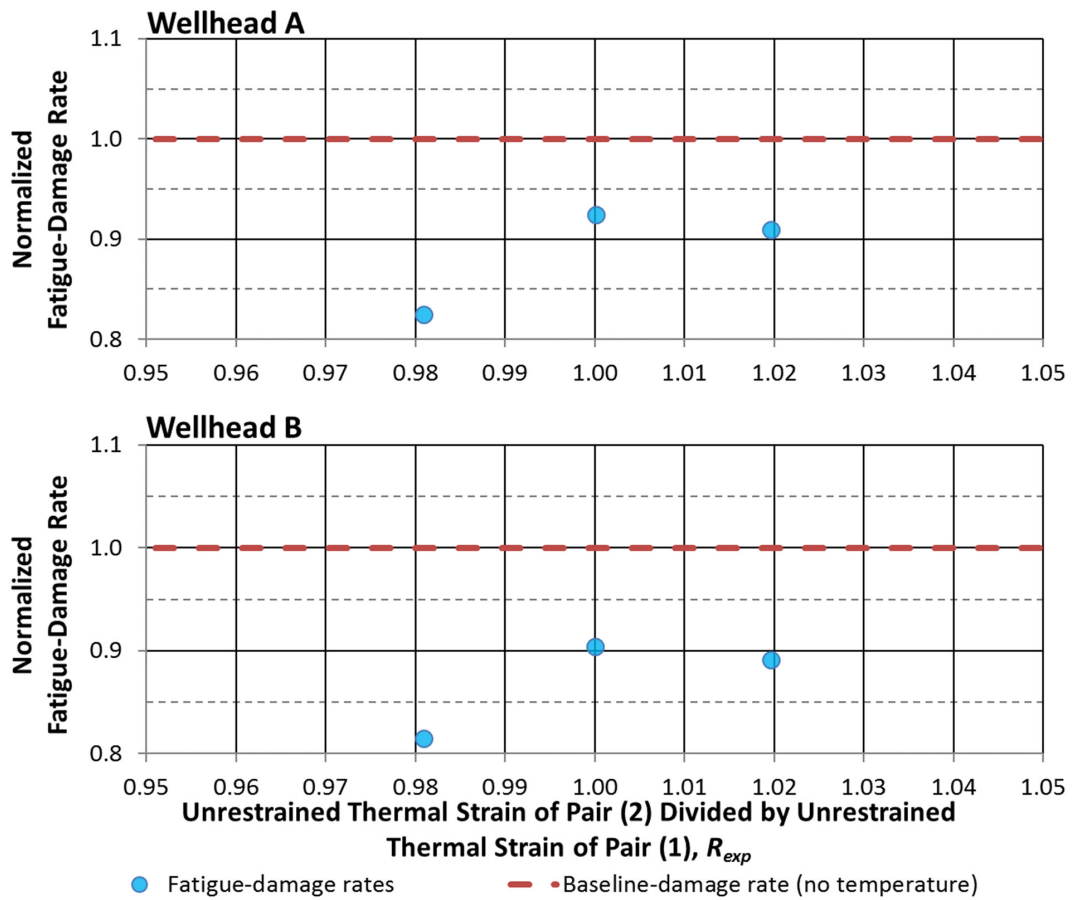 Wellhead A
Normalized
Fatigue-Damage Rate
1.1
1.0
0.9
0.8
0.95 0.96 0.97 0.98 0.99 1.00 1.01 1.02 1.03 1.04 1.05
Wellhead B
Normalized
Fatigue-Damage Rate
1.1
1.0
0.9
0.8
0.95 0.96 0.97 0.98 0.99 1.00 1.01 1.02 1.03 1.04 1.05
Unrestrained Thermal Strain of Pair (2) Divided by Unrestrained
Thermal Strain of Pair (1), Rexp
Fatigue-damage rates Baseline-damage rate (no temperature)